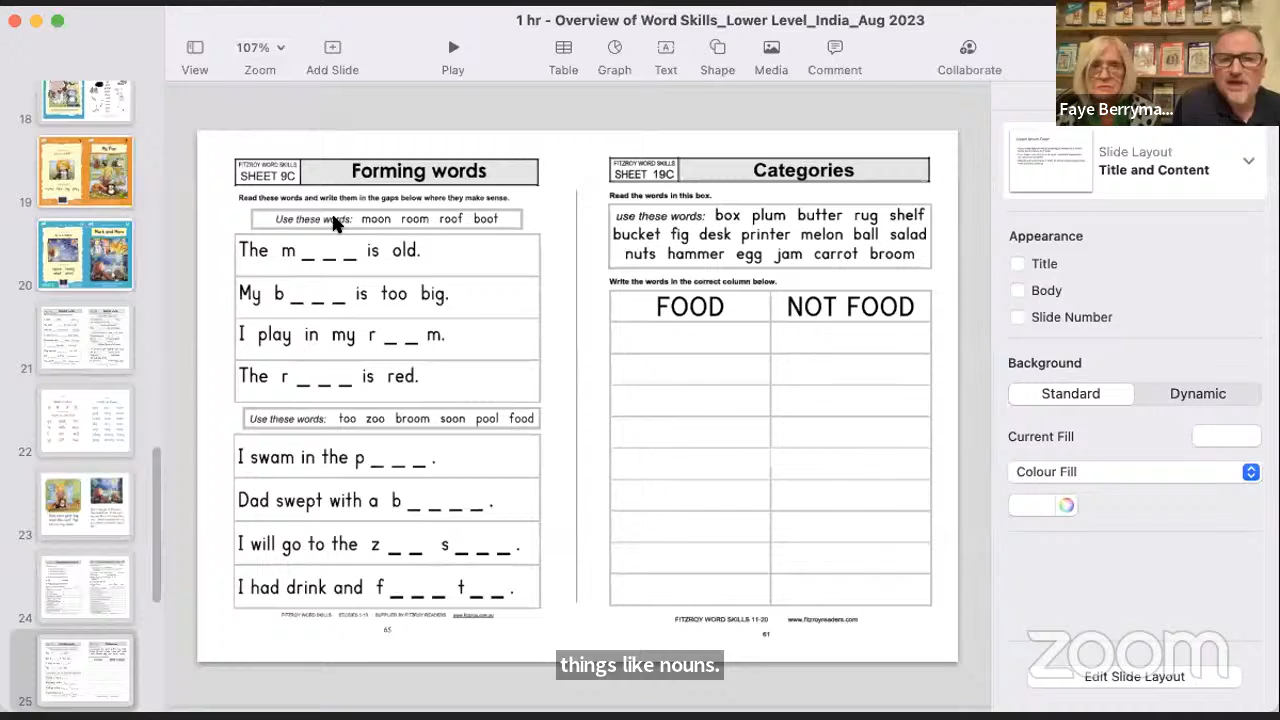 1 hr - Overview of Word Skills_Lower Level_India_Aug 2023
107%
View
Zoom
Add Slide
Play
Table
Graph
Text
Shape
Media
Comment
Collaborate
Faye Berryma...
18
19
20
21
22
23
24
25
FITZROY WORD SKILLS
SHEET 9C
Forming words
Read these words and write them in the gaps below where they make sense.
Use these words: moon room roof boot
The m _ _ _ is old.
My b _ _ _ is too big.
I play in my r _ _ m.
The r _ _ _ is red.
Use these words: too zoo broom soon pool food
I swam in the p _ _ _ .
Dad swept with a b _ _ _ _ .
I will go to the z _ _ s _ _ _ .
I had drink and f _ _ _ t _ _ .
www.fitzroy.com.au
65
FITZROY WORD SKILLS
SHEET 19C
Categories
Read the words in this box.
use these words: box plum butter rug shelf
bucket fig desk printer melon ball salad
nuts hammer egg jam carrot broom
Write the words in the correct column below.
FOOD NOT FOOD
FITZROY WORD SKILLS 11-20 www.fitzroyreaders.com
61
things like nouns.
Slide Layout
Title and Content
Appearance
Title
Body
Slide Number
Background
Standard
Dynamic
Current Fill
Colour Fill
Edit Slide Layout
zoom